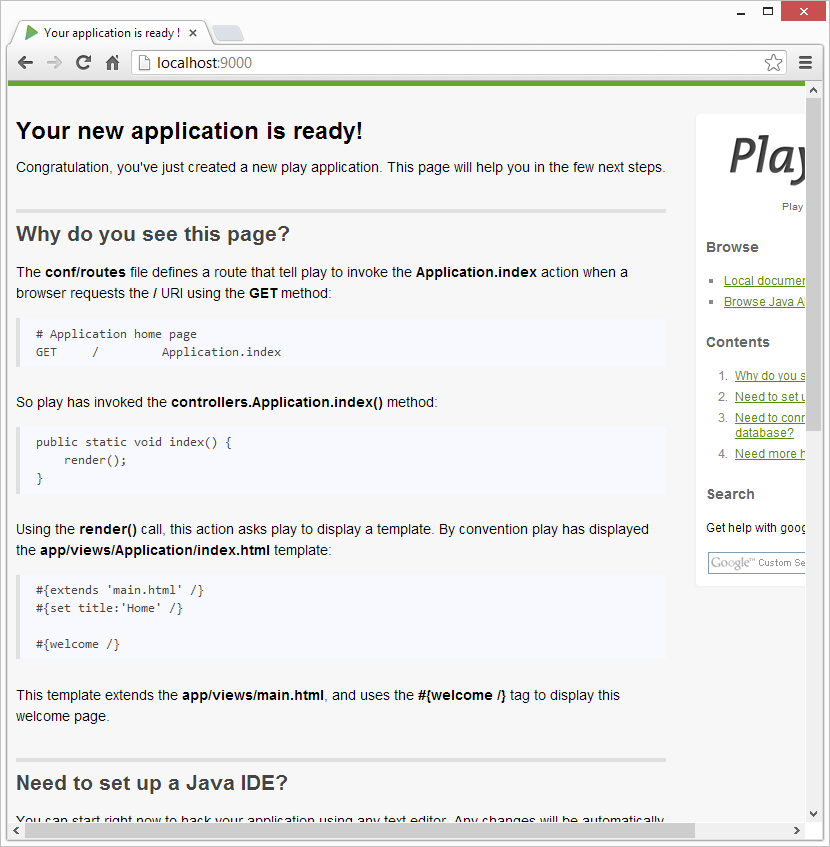 Your application is ready !
localhost:9000
Your new application is ready!
Congratulation, you've just created a new play application. This page will help you in the few next steps.
Why do you see this page?
The conf/routes file defines a route that tell play to invoke the Application.index action when a
browser requests the / URI using the GET method:
# Application home page
GET / Application.index
So play has invoked the controllers.Application.index() method:
public static void index() {
render();
}
Using the render() call, this action asks play to display a template. By convention play has displayed
the app/views/Application/index.html template:
#{extends 'main.html' /}
#{set title:'Home' /}
#{welcome /}
This template extends the app/views/main.html, and uses the #{welcome /} tag to display this
welcome page.
Need to set up a Java IDE?
You can start right now to hack your application using any text editor. Any changes will be automatically
Play
Play
Browse
Local documen
Browse Java A
Contents
1. Why do you s
2. Need to set u
3. Need to conn
database?
4. Need more h
Search
Get help with goog
Google™ Custom Se